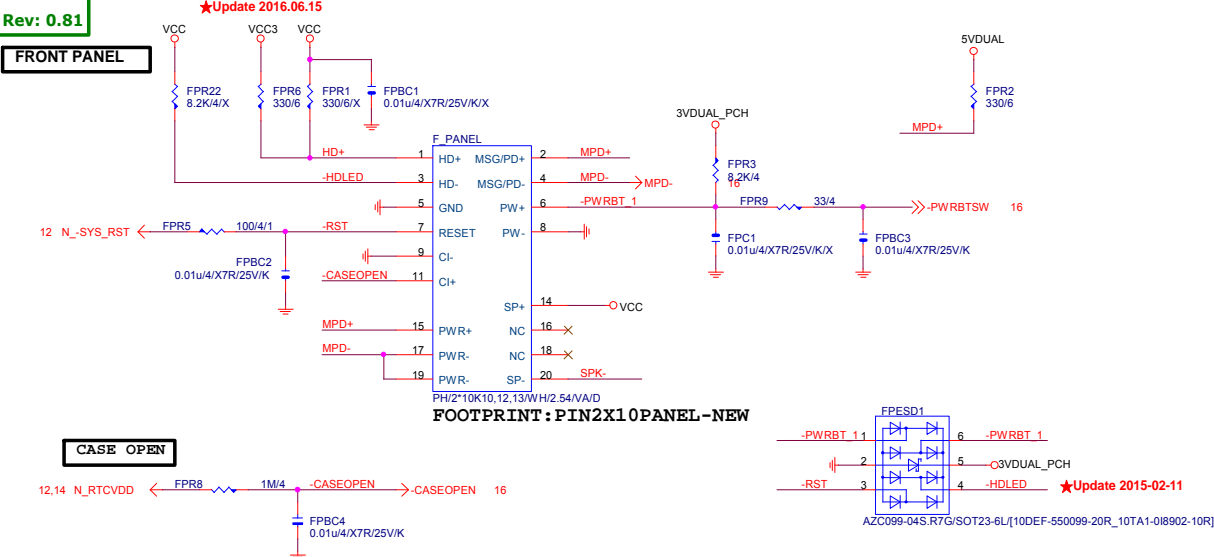 ★Update 2016.06.15
Rev: 0.81
FRONT PANEL
VCC
VCC3
VCC
5VDUAL
FPR22
8.2K/4/X
FPR6
330/6
FPR1
330/6/X
FPBC1
0.01u/4/X7R/25V/K/X
FPR2
330/6
MPD+
3VDUAL_PCH
FPR3
8.2K/4
F_PANEL
HD+ 1 HD+ MSG/PD+ 2 MPD+
-HDLED 3 HD- MSG/PD- 4 MPD- MPD- 16
5 GND PW+ 6 -PWRBT_1 FPR9 33/4 -PWRBTSW 16
12 N_-SYS_RST FPR5 100/4/1 -RST 7 RESET PW- 8
FPC1
0.01u/4/X7R/25V/K/X
FPBC3
0.01u/4/X7R/25V/K
9 CI-
FPBC2
0.01u/4/X7R/25V/K
-CASEOPEN 11 CI+
SP+ 14 VCC
MPD+ 15 PWR+ NC 16
MPD- 17 PWR- NC 18
19 PWR- SP- 20 SPK-
PH/2*10K10,12,13/WH/2.54/VA/D
FOOTPRINT:PIN2X10PANEL-NEW
CASE OPEN
12,14 N_RTCVDD FPR8 1M/4 -CASEOPEN -CASEOPEN 16
FPBC4
0.01u/4/X7R/25V/K
FPESD1
-PWRBT_1 1 6 -PWRBT_1
2 5 3VDUAL_PCH
-RST 3 4 -HDLED ★Update 2015-02-11
AZC099-04S.R7G/SOT23-6L/[10DEF-550099-20R_10TA1-0I8902-10R]